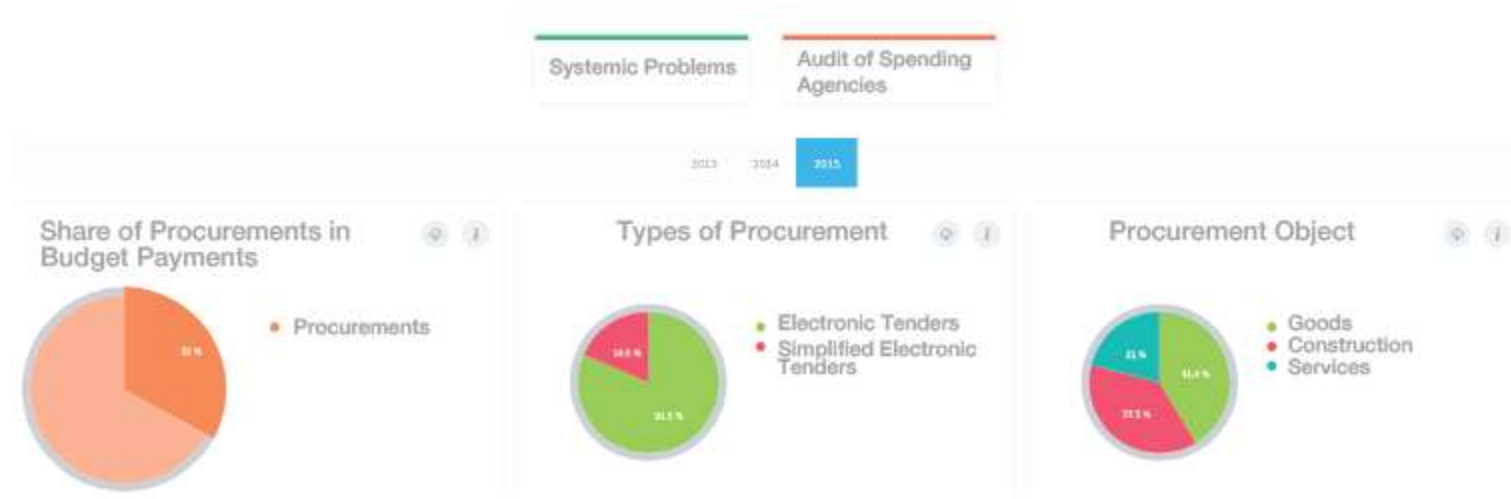 Systemic Problems
Audit of Spending
Agencies
2013 2014 2015
Share of Procurements in
Budget Payments
Types of Procurement
Procurement Object
Procurements
Electronic Tenders
Simplified Electronic
Tenders
Goods
Construction
Services